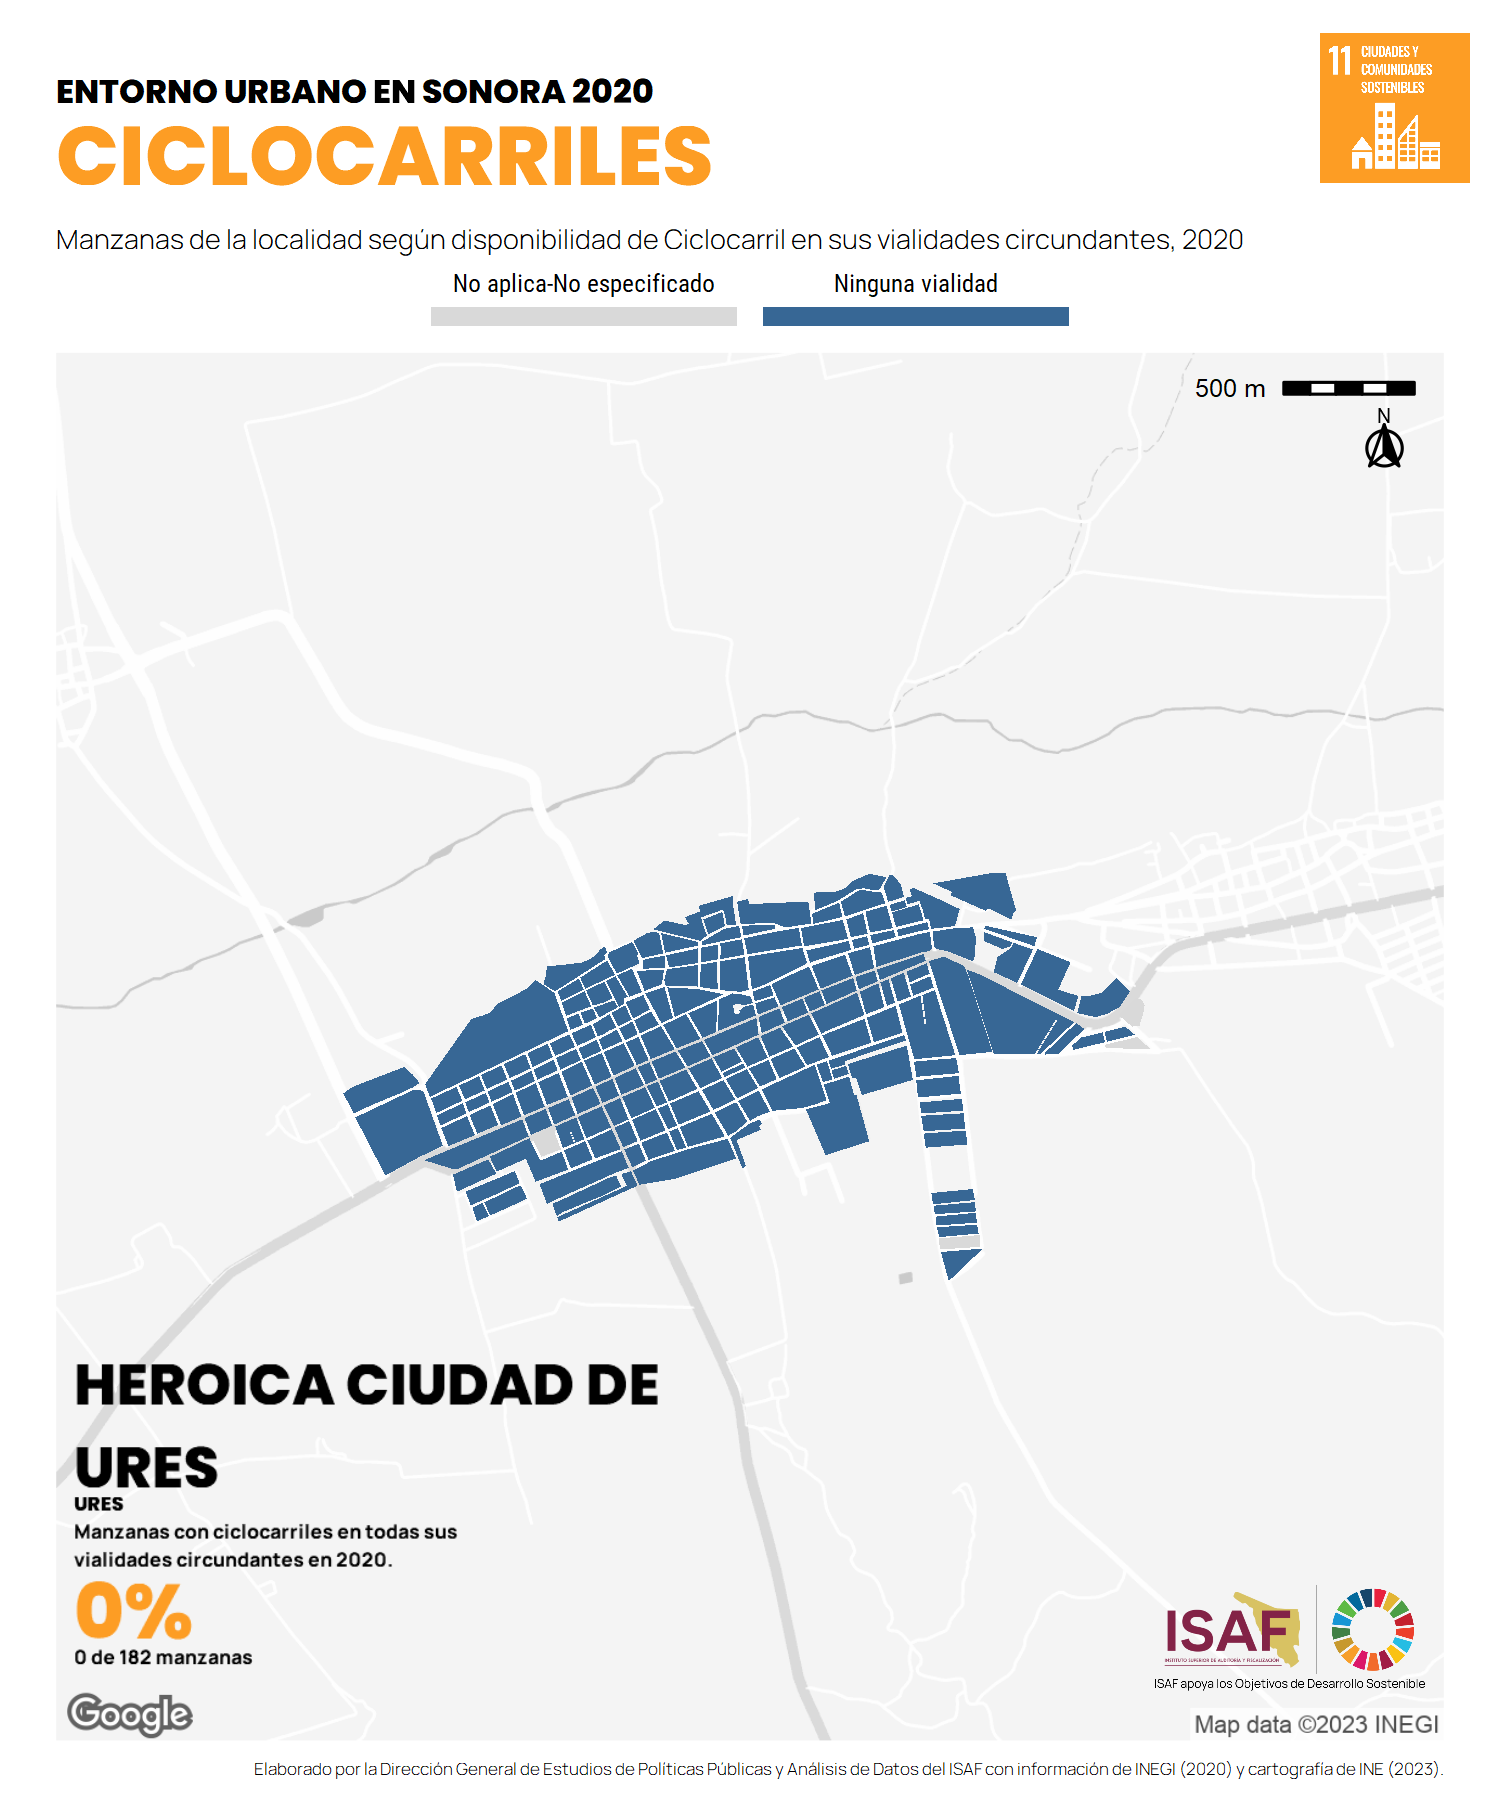 11 CIUDADES Y
COMUNIDADES
SOSTENIBLES
ENTORNO URBANO EN SONORA 2020
CICLOCARRILES
Manzanas de la localidad según disponibilidad de Ciclocarril en sus vialidades circundantes, 2020
No aplica-No especificado
Ninguna vialidad
500 m
N
HEROICA CIUDAD DE
URES
URES
Manzanas con ciclocarriles en todas sus
vialidades circundantes en 2020.
0%
0 de 182 manzanas
ISAF
INSTITUTO SUPERIOR DE AUDITORÍA Y FISCALIZACIÓN
ISAF apoya los Objetivos de Desarrollo Sostenible
Google
Map data ©2023 INEGI
Elaborado por la Dirección General de Estudios de Políticas Públicas y Análisis de Datos del ISAF con información de INEGI (2020) y cartografía de INE (2023).